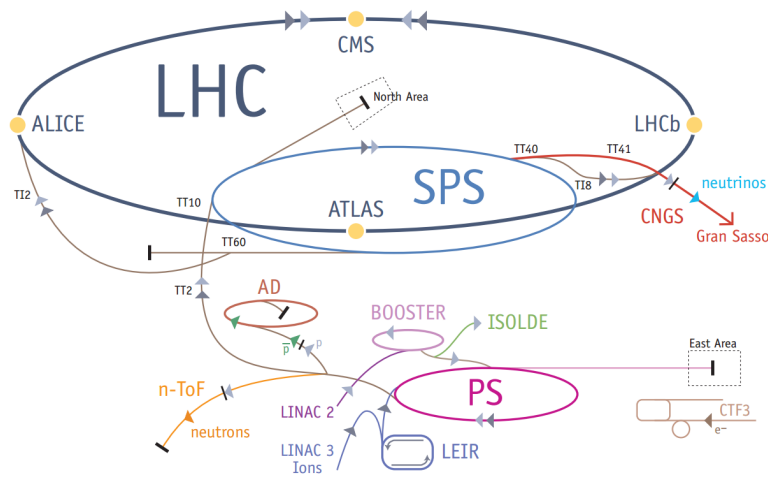 CMS
LHC
North Area
ALICE
LHCb
TT40
TT41
SPS
TI8
neutrinos
TI2
TT10
ATLAS
CNGS
Gran Sasso
TT60
AD
TT2
BOOSTER
ISOLDE
East Area
p̅
p
n-ToF
PS
LINAC 2
CTF3
neutrons
e⁻
LINAC 3
Ions
LEIR